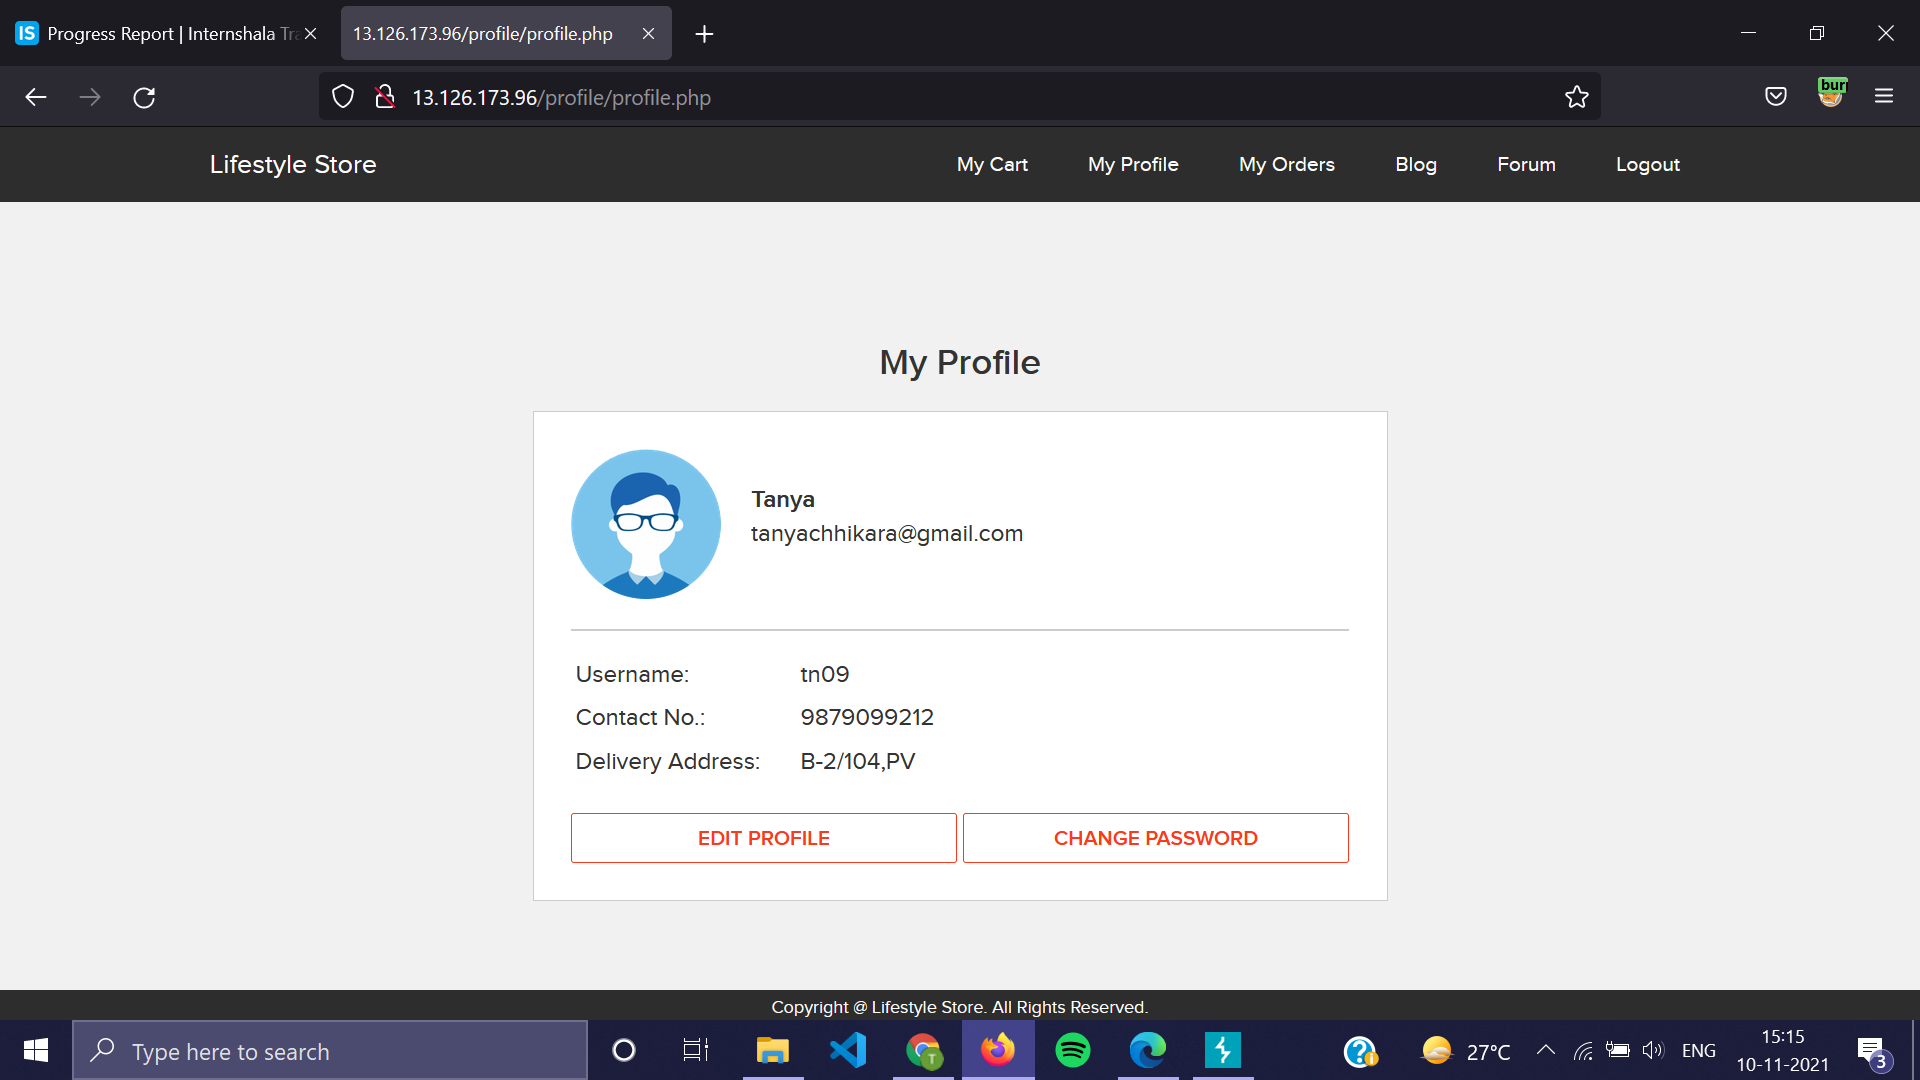 IS Progress Report | Internshala Tra
13.126.173.96/profile/profile.php
13.126.173.96/profile/profile.php
bur
Lifestyle Store
My Cart
My Profile
My Orders
Blog
Forum
Logout
My Profile
Tanya
tanyachhikara@gmail.com
Username: tn09
Contact No.: 9879099212
Delivery Address: B-2/104,PV
EDIT PROFILE
CHANGE PASSWORD
Copyright @ Lifestyle Store. All Rights Reserved.
Type here to search
T
27°C
ENG
15:15
10-11-2021
3